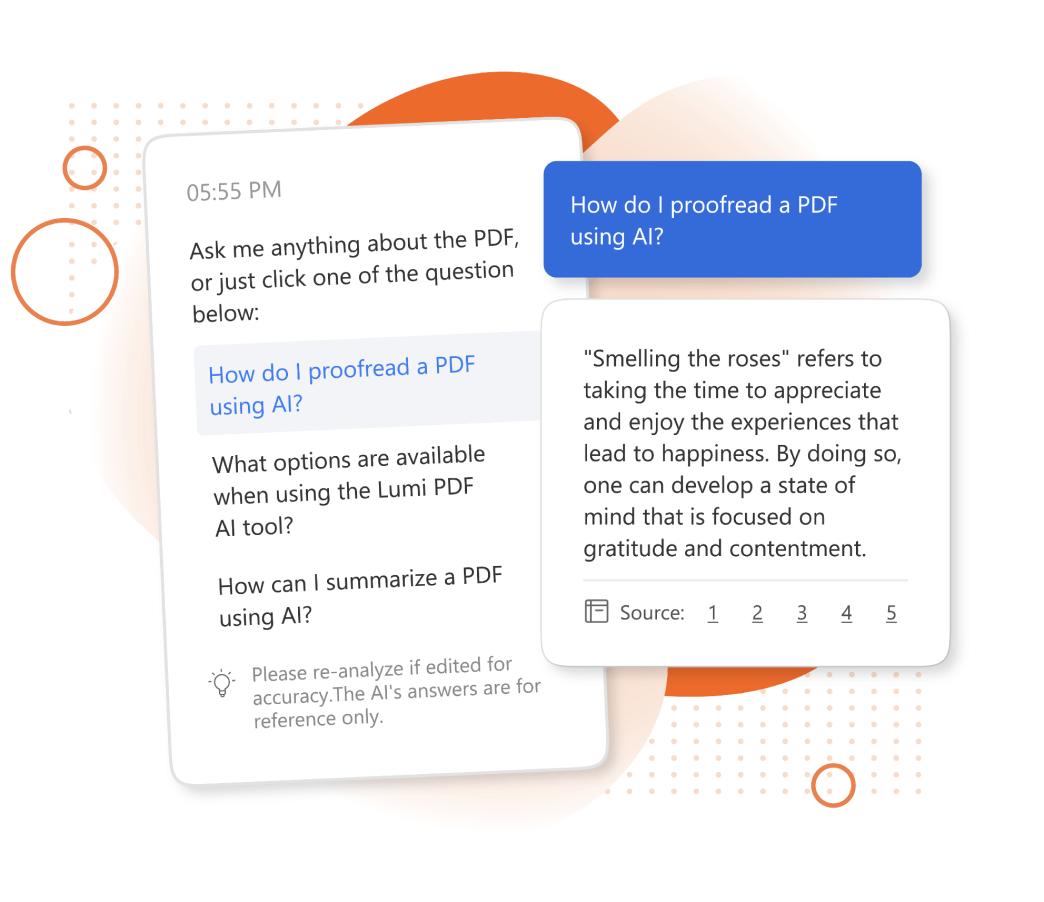 05:55 PM
Ask me anything about the PDF,
or just click one of the question
below:
How do I proofread a PDF
using AI?
What options are available
when using the Lumi PDF
AI tool?
How can I summarize a PDF
using AI?
Please re-analyze if edited for
accuracy.The AI's answers are for
reference only.
How do I proofread a PDF
using AI?
"Smelling the roses" refers to
taking the time to appreciate
and enjoy the experiences that
lead to happiness. By doing so,
one can develop a state of
mind that is focused on
gratitude and contentment.
Source: 1 2 3 4 5